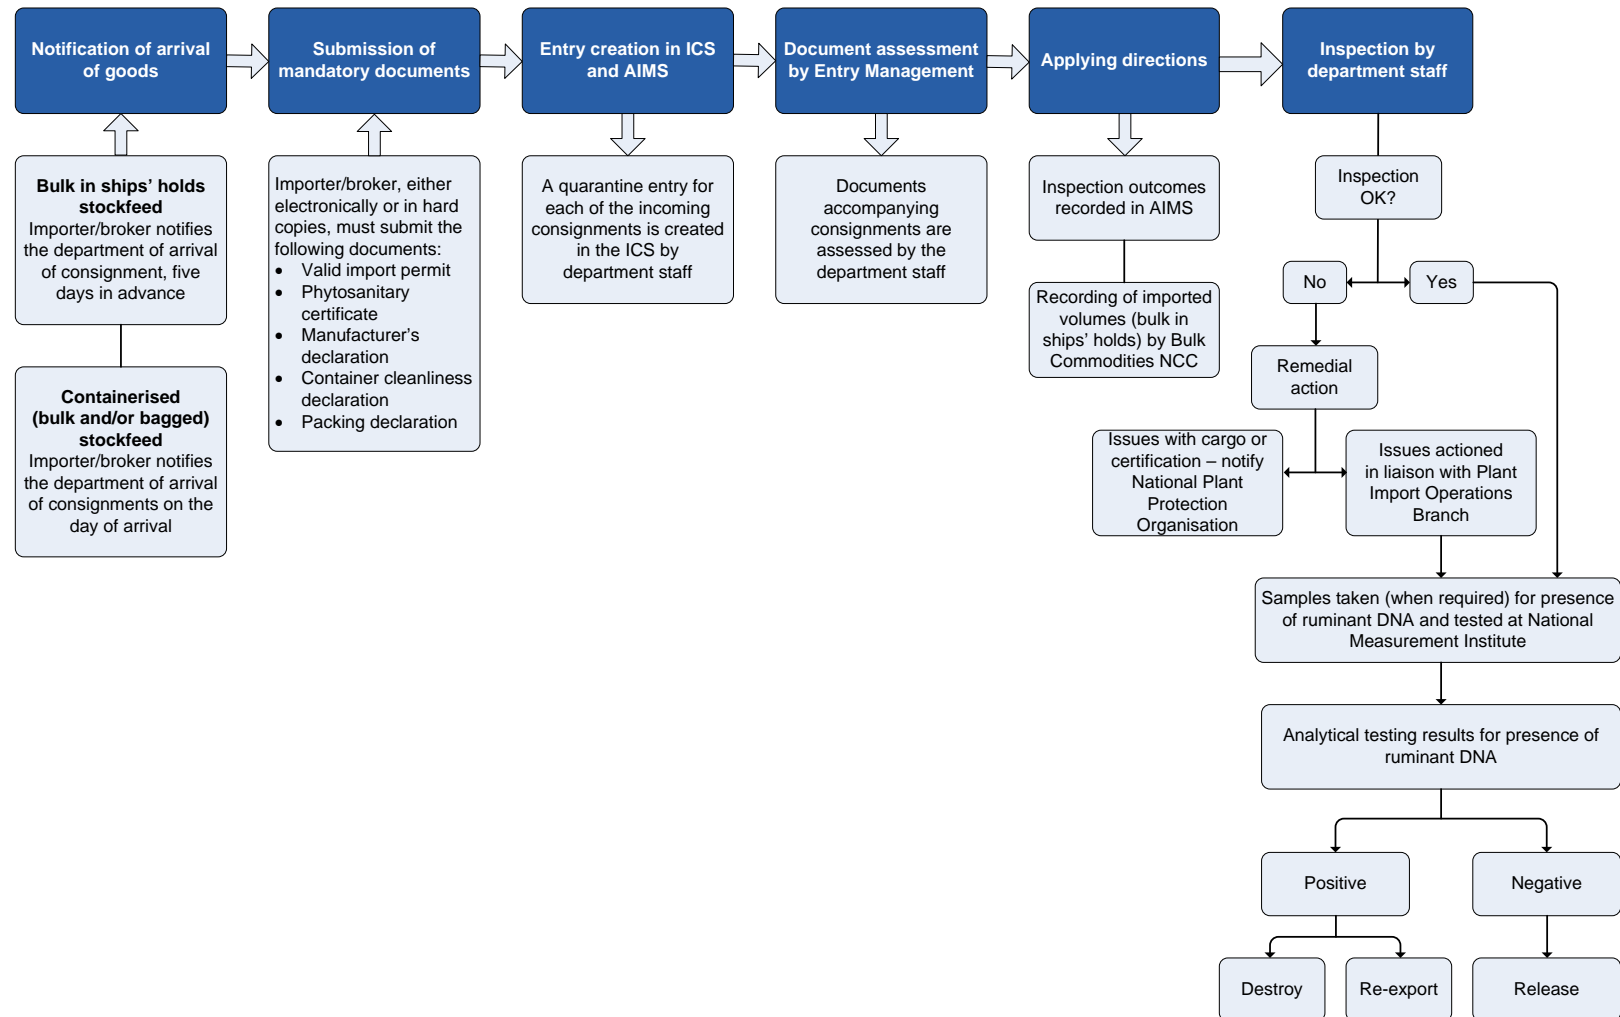 Notification of arrival
of goods
Submission of
mandatory documents
Entry creation in ICS
and AIMS
Document assessment
by Entry Management
Applying directions
Inspection by
department staff
Bulk in ships’ holds
stockfeed
Importer/broker notifies
the department of arrival
of consignment, five
days in advance
Containerised
(bulk and/or bagged)
stockfeed
Importer/broker notifies
the department of arrival
of consignments on the
day of arrival
Importer/broker, either
electronically or in hard
copies, must submit the
following documents:
• Valid import permit
• Phytosanitary
certificate
• Manufacturer’s
declaration
• Container cleanliness
declaration
• Packing declaration
A quarantine entry for
each of the incoming
consignments is created
in the ICS by
department staff
Documents
accompanying
consignments are
assessed by the
department staff
Inspection outcomes
recorded in AIMS
Recording of imported
volumes (bulk in
ships’ holds) by Bulk
Commodities NCC
Inspection
OK?
No
Yes
Remedial
action
Issues with cargo or
certification – notify
National Plant
Protection
Organisation
Issues actioned
in liaison with Plant
Import Operations
Branch
Samples taken (when required) for presence
of ruminant DNA and tested at National
Measurement Institute
Analytical testing results for presence of
ruminant DNA
Positive
Negative
Destroy
Re-export
Release